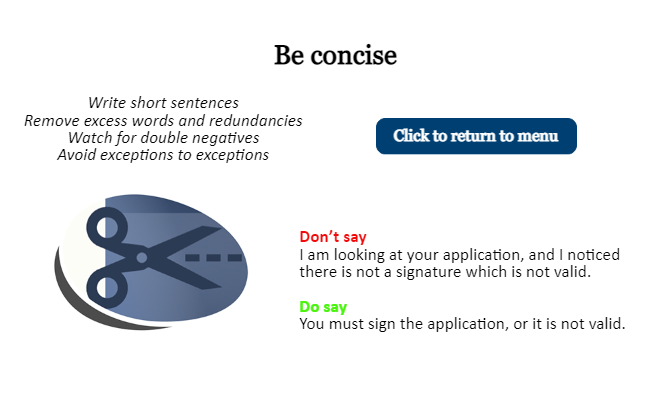 Be concise
Write short sentences
Remove excess words and redundancies
Watch for double negatives
Avoid exceptions to exceptions
Click to return to menu
Don’t say
I am looking at your application, and I noticed
there is not a signature which is not valid.
Do say
You must sign the application, or it is not valid.